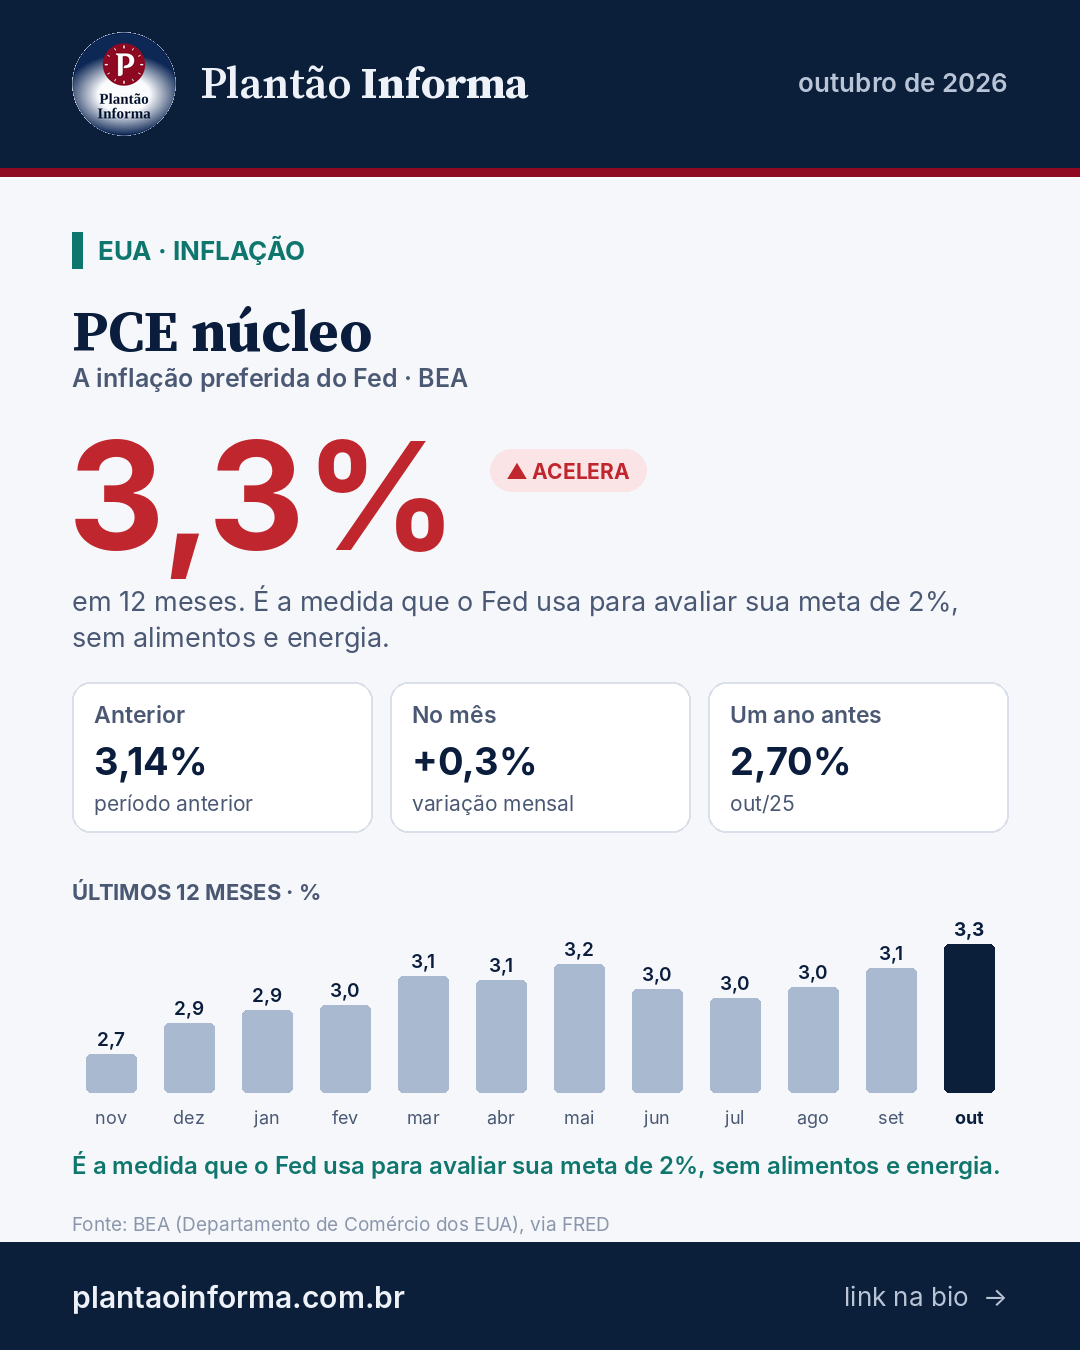 P
Plantão
Informa
Plantão Informa
outubro de 2026
EUA · INFLAÇÃO
PCE núcleo
A inflação preferida do Fed · BEA
3,3%
▲ ACELERA
em 12 meses. É a medida que o Fed usa para avaliar sua meta de 2%,
sem alimentos e energia.
Anterior
3,14%
período anterior
No mês
+0,3%
variação mensal
Um ano antes
2,70%
out/25
ÚLTIMOS 12 MESES · %
2,7 2,9 2,9 3,0 3,1 3,1 3,2 3,0 3,0 3,0 3,1 3,3
nov dez jan fev mar abr mai jun jul ago set out
É a medida que o Fed usa para avaliar sua meta de 2%, sem alimentos e energia.
Fonte: BEA (Departamento de Comércio dos EUA), via FRED
plantaoinforma.com.br
link na bio →